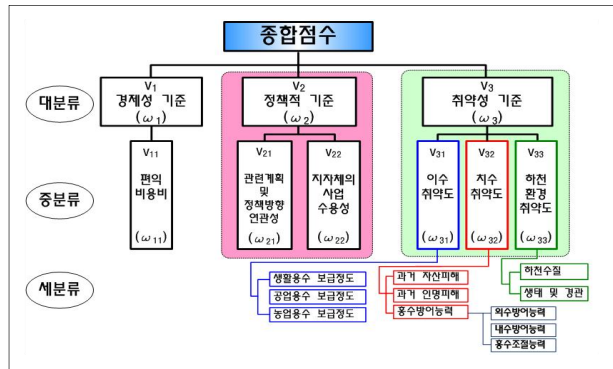 종합점수
대분류
V1
경제성 기준
(ω1)
V2
정책적 기준
(ω2)
V3
취약성 기준
(ω3)
중분류
V11
편익
비용비
(ω11)
V21
관련계획
및
정책방향
연관성
(ω21)
V22
지자체의
사업
수용성
(ω22)
V31
이수
취약도
(ω31)
V32
치수
취약도
(ω32)
V33
하천
환경
취약도
(ω33)
세분류
생활용수 보급정도
공업용수 보급정도
농업용수 보급정도
과거 자산피해
과거 인명피해
홍수방어능력
외수방어능력
내수방어능력
홍수조절능력
하천수질
생태 및 경관